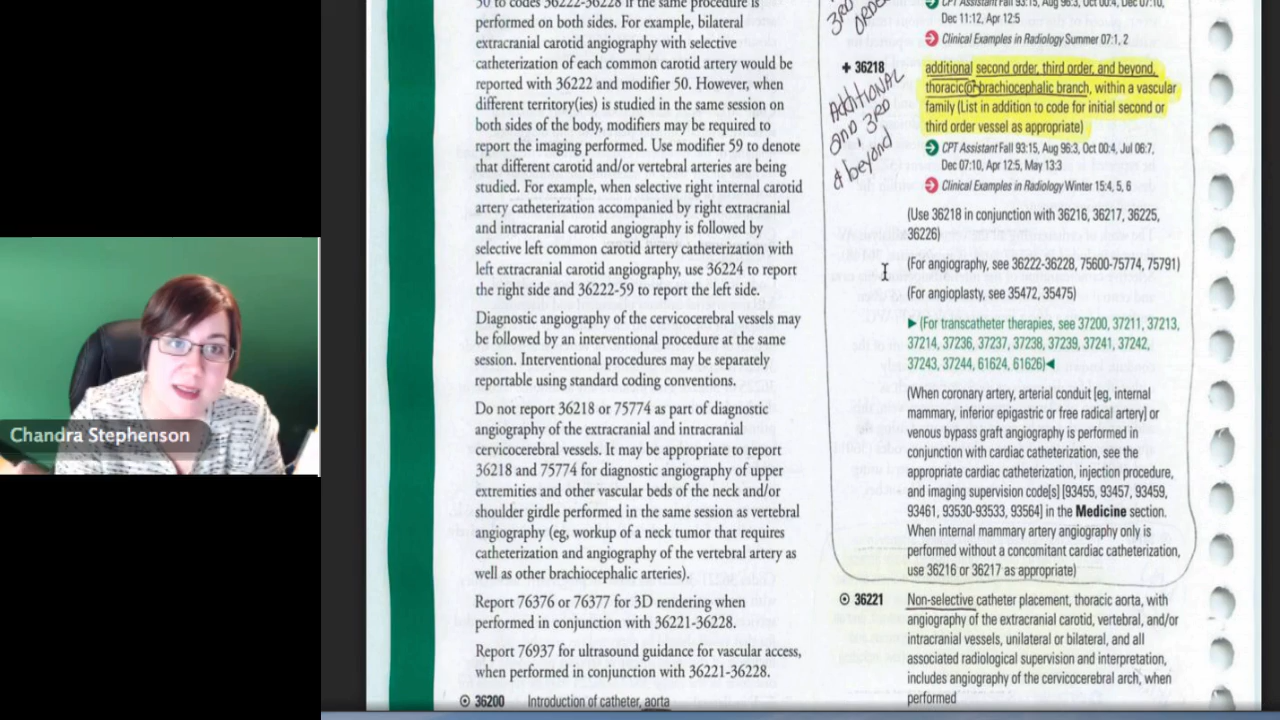 50 to codes 36222-36228 if the same procedure is
performed on both sides. For example, bilateral
extracranial carotid angiography with selective
catheterization of each common carotid artery would be
reported with 36222 and modifier 50. However, when
different territory(ies) is studied in the same session on
both sides of the body, modifiers may be required to
report the imaging performed. Use modifier 59 to denote
that different carotid and/or vertebral arteries are being
studied. For example, when selective right internal carotid
artery catheterization accompanied by right extracranial
and intracranial carotid angiography is followed by
selective left common carotid artery catheterization with
left extracranial carotid angiography, use 36224 to report
the right side and 36222-59 to report the left side.
Diagnostic angiography of the cervicocerebral vessels may
be followed by an interventional procedure at the same
session. Interventional procedures may be separately
reportable using standard coding conventions.
Do not report 36218 or 75774 as part of diagnostic
angiography of the extracranial and intracranial
cervicocerebral vessels. It may be appropriate to report
36218 and 75774 for diagnostic angiography of upper
extremities and other vascular beds of the neck and/or
shoulder girdle performed in the same session as vertebral
angiography (eg, workup of a neck tumor that requires
catheterization and angiography of the vertebral artery as
well as other brachiocephalic arteries).
Report 76376 or 76377 for 3D rendering when
performed in conjunction with 36221-36228.
Report 76937 for ultrasound guidance for vascular access,
when performed in conjunction with 36221-36228.
36200 Introduction of catheter, aorta
3RD
ORDER
CPT Assistant Fall 93:15, Aug 96:3, Oct 00:4, Dec 07:10,
Dec 11:12, Apr 12:5
Clinical Examples in Radiology Summer 07:1, 2
+ 36218 additional second order, third order, and beyond,
thoracic or brachiocephalic branch, within a vascular
family (List in addition to code for initial second or
third order vessel as appropriate)
ADDITIONAL
AND 3RD
& beyond
CPT Assistant Fall 93:15, Aug 96:3, Oct 00:4, Jul 06:7,
Dec 07:10, Apr 12:5, May 13:3
Clinical Examples in Radiology Winter 15:4, 5, 6
(Use 36218 in conjunction with 36216, 36217, 36225,
36226)
(For angiography, see 36222-36228, 75600-75774, 75791)
(For angioplasty, see 35472, 35475)
▶ (For transcatheter therapies, see 37200, 37211, 37213,
37214, 37236, 37237, 37238, 37239, 37241, 37242,
37243, 37244, 61624, 61626)◀
(When coronary artery, arterial conduit [eg, internal
mammary, inferior epigastric or free radical artery] or
venous bypass graft angiography is performed in
conjunction with cardiac catheterization, see the
appropriate cardiac catheterization, injection procedure,
and imaging supervision code[s] [93455, 93457, 93459,
93461, 93530-93533, 93564] in the Medicine section.
When internal mammary artery angiography only is
performed without a concomitant cardiac catheterization,
use 36216 or 36217 as appropriate)
36221 Non-selective catheter placement, thoracic aorta, with
angiography of the extracranial carotid, vertebral, and/or
intracranial vessels, unilateral or bilateral, and all
associated radiological supervision and interpretation,
includes angiography of the cervicocerebral arch, when
performed
Chandra Stephenson